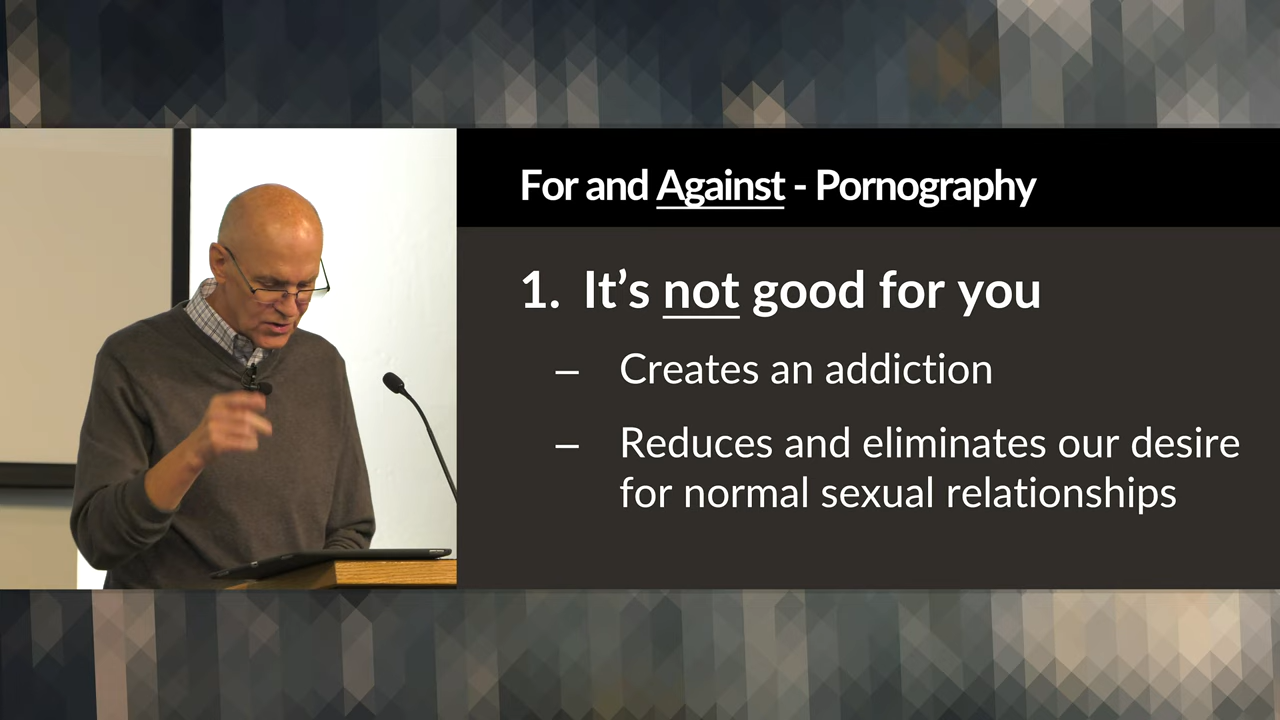 For and Against - Pornography
1. It’s not good for you
– Creates an addiction
– Reduces and eliminates our desire
for normal sexual relationships